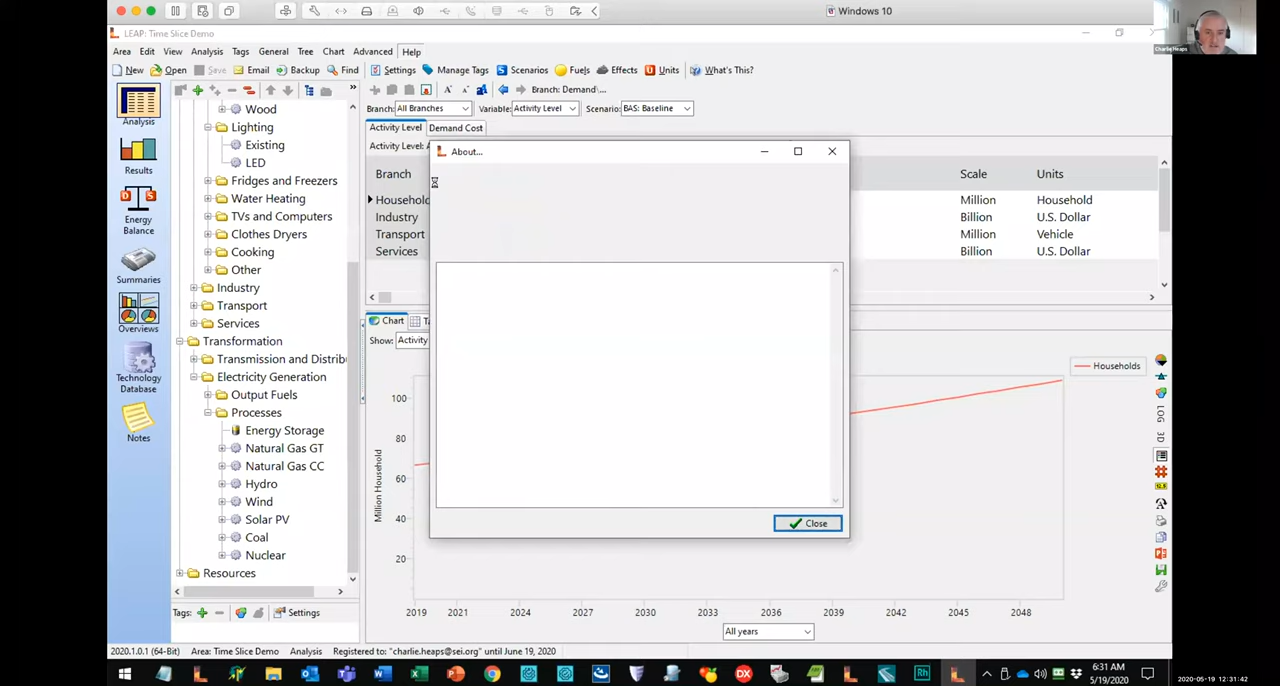 Windows 10
Charlie Heaps
LEAP: Time Slice Demo
Area Edit View Analysis Tags General Tree Chart Advanced Help
New Open Save Email Backup Find Settings Manage Tags Scenarios Fuels Effects Units What's This?
Branch: Demand\...
Branch: All Branches Variable: Activity Level Scenario: BAS: Baseline
Activity Level Demand Cost
Activity Level: A
About...
Branch Scale Units
Household Million Household
Industry Billion U.S. Dollar
Transport Million Vehicle
Services Billion U.S. Dollar
Analysis
Results
Energy
Balance
Summaries
Overviews
Technology
Database
Notes
Wood
Lighting
Existing
LED
Fridges and Freezers
Water Heating
TVs and Computers
Clothes Dryers
Cooking
Other
Industry
Transport
Services
Transformation
Transmission and Distribu
Electricity Generation
Output Fuels
Processes
Energy Storage
Natural Gas GT
Natural Gas CC
Hydro
Wind
Solar PV
Coal
Nuclear
Resources
Tags: Settings
Chart Ta
Show: Activity
Households
LOG
3D
Million Household
100
80
60
40
20
2019 2021 2024 2027 2030 2033 2036 2039 2042 2045 2048
All years
Close
2020.1.0.1 (64-Bit) Area: Time Slice Demo Analysis Registered to: "charlie.heaps@sei.org" until June 19, 2020
6:31 AM
5/19/2020
2020-05-19 12:31:42